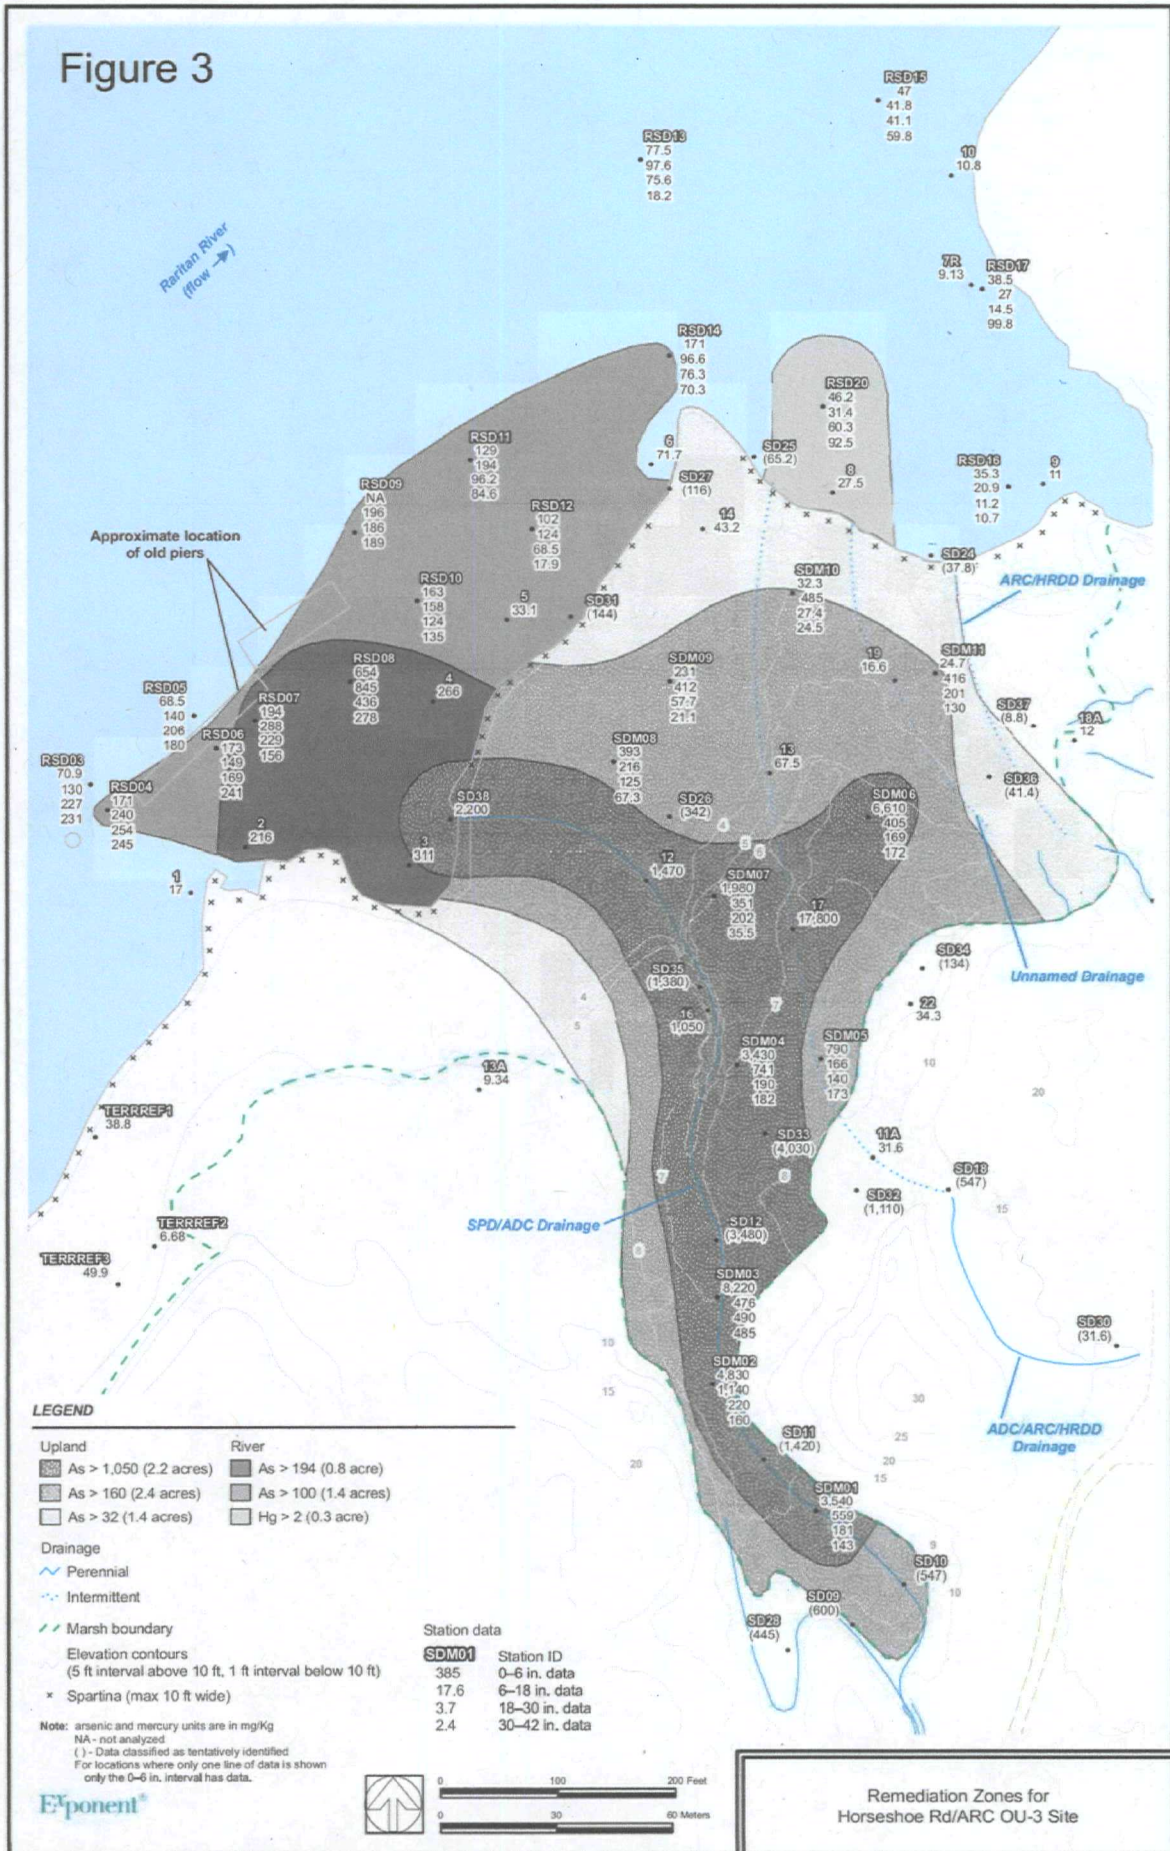 Figure 3
RSD15
47
41.8
41.1
59.8
RSD13
77.5
97.6
75.6
18.2
10
10.8
Raritan River
(flow →)
7R
9.13
RSD17
38.5
27
14.5
99.8
RSD14
171
96.6
76.3
70.3
RSD20
46.2
31.4
60.3
92.5
RSD11
129
194
96.2
84.6
6
71.7
SD25
(65.2)
8
27.5
RSD16
35.3
20.9
11.2
10.7
9
11
RSD09
NA
196
186
189
SD27
(116)
RSD12
102
124
68.5
17.9
14
43.2
Approximate location
of old piers
SD24
(37.8)
ARC/HRDD Drainage
RSD10
163
158
124
135
5
33.1
SD31
(144)
SDM10
32.3
485
27.4
24.5
RSD08
654
845
436
278
4
266
SDM09
231
412
57.7
21.1
19
16.6
SDM11
24.7
416
201
130
RSD05
68.5
140
206
180
RSD07
194
288
229
156
SD37
(8.8)
18A
12
RSD06
173
149
169
241
SDM08
393
216
125
67.3
13
67.5
RSD03
70.9
130
227
231
RSD04
171
240
254
245
SD36
(41.4)
SD38
2,200
SD26
(342)
SDM06
6,610
405
169
172
2
216
3
311
4
5
6
1
17
12
1,470
SDM07
1,980
351
202
35.5
17
17,800
SD34
(134)
Unnamed Drainage
SD35
(1,380)
4
5
16
1,050
7
22
34.3
SDM04
3,430
741
190
182
SDM05
790
166
140
173
10
20
13A
9.34
TERRREF1
38.8
SD33
(4,030)
11A
31.6
7
8
SD32
(1,110)
SD18
(547)
15
SPD/ADC Drainage
TERRREF2
6.68
SD12
(3,480)
TERRREF3
49.9
8
SDM03
8,220
476
490
485
SD30
(31.6)
10
15
SDM02
4,830
1,140
220
160
30
25
20
15
ADC/ARC/HRDD
Drainage
SD11
(1,420)
20
SDM01
3,540
559
181
143
9
SD10
(547)
10
SD09
(600)
SD28
(445)
LEGEND
Upland
As > 1,050 (2.2 acres)
As > 160 (2.4 acres)
As > 32 (1.4 acres)
River
As > 194 (0.8 acre)
As > 100 (1.4 acres)
Hg > 2 (0.3 acre)
Drainage
Perennial
Intermittent
Marsh boundary
Elevation contours
(5 ft interval above 10 ft, 1 ft interval below 10 ft)
× Spartina (max 10 ft wide)
Station data
SDM01 Station ID
385 0–6 in. data
17.6 6–18 in. data
3.7 18–30 in. data
2.4 30–42 in. data
Note: arsenic and mercury units are in mg/Kg
NA - not analyzed
( ) - Data classified as tentatively identified
For locations where only one line of data is shown
only the 0–6 in. interval has data.
Exponent®
0 100 200 Feet
0 30 60 Meters
Remediation Zones for
Horseshoe Rd/ARC OU-3 Site